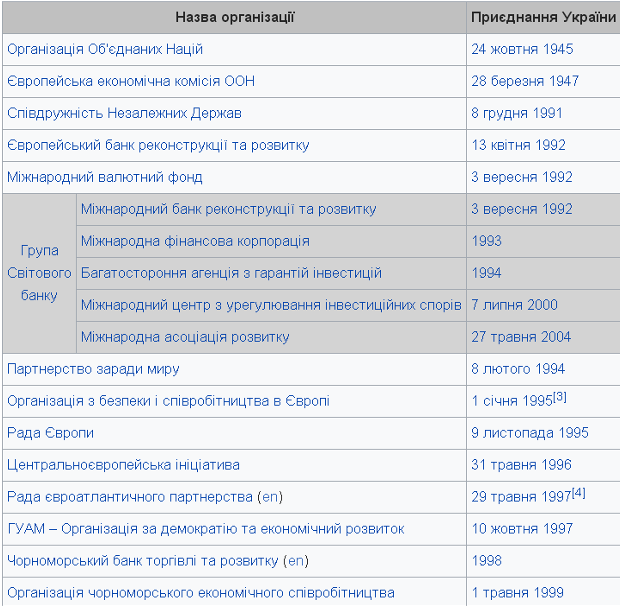 Назва організації Приєднання України
Організація Об'єднаних Націй 24 жовтня 1945
Європейська економічна комісія ООН 28 березня 1947
Співдружність Незалежних Держав 8 грудня 1991
Європейський банк реконструкції та розвитку 13 квітня 1992
Міжнародний валютний фонд 3 вересня 1992
Група
Світового
банку
Міжнародний банк реконструкції та розвитку 3 вересня 1992
Міжнародна фінансова корпорація 1993
Багатостороння агенція з гарантій інвестицій 1994
Міжнародний центр з урегулювання інвестиційних спорів 7 липня 2000
Міжнародна асоціація розвитку 27 травня 2004
Партнерство заради миру 8 лютого 1994
Організація з безпеки і співробітництва в Європі 1 січня 1995[3]
Рада Європи 9 листопада 1995
Центральноєвропейська ініціатива 31 травня 1996
Рада євроатлантичного партнерства (en) 29 травня 1997[4]
ГУАМ – Організація за демократію та економічний розвиток 10 жовтня 1997
Чорноморський банк торгівлі та розвитку (en) 1998
Організація чорноморського економічного співробітництва 1 травня 1999